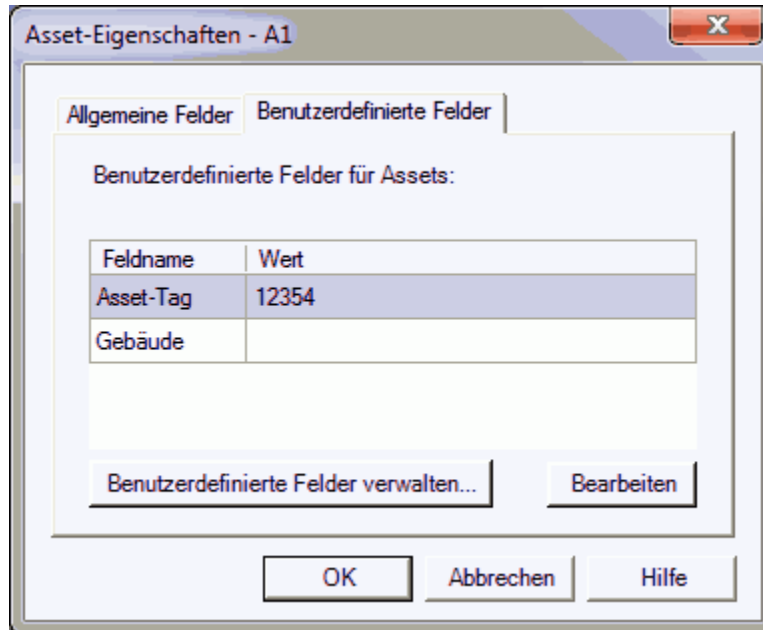 Asset-Eigenschaften - A1
Allgemeine Felder Benutzerdefinierte Felder
Benutzerdefinierte Felder für Assets:
Feldname Wert
Asset-Tag 12354
Gebäude
Benutzerdefinierte Felder verwalten... Bearbeiten
OK Abbrechen Hilfe